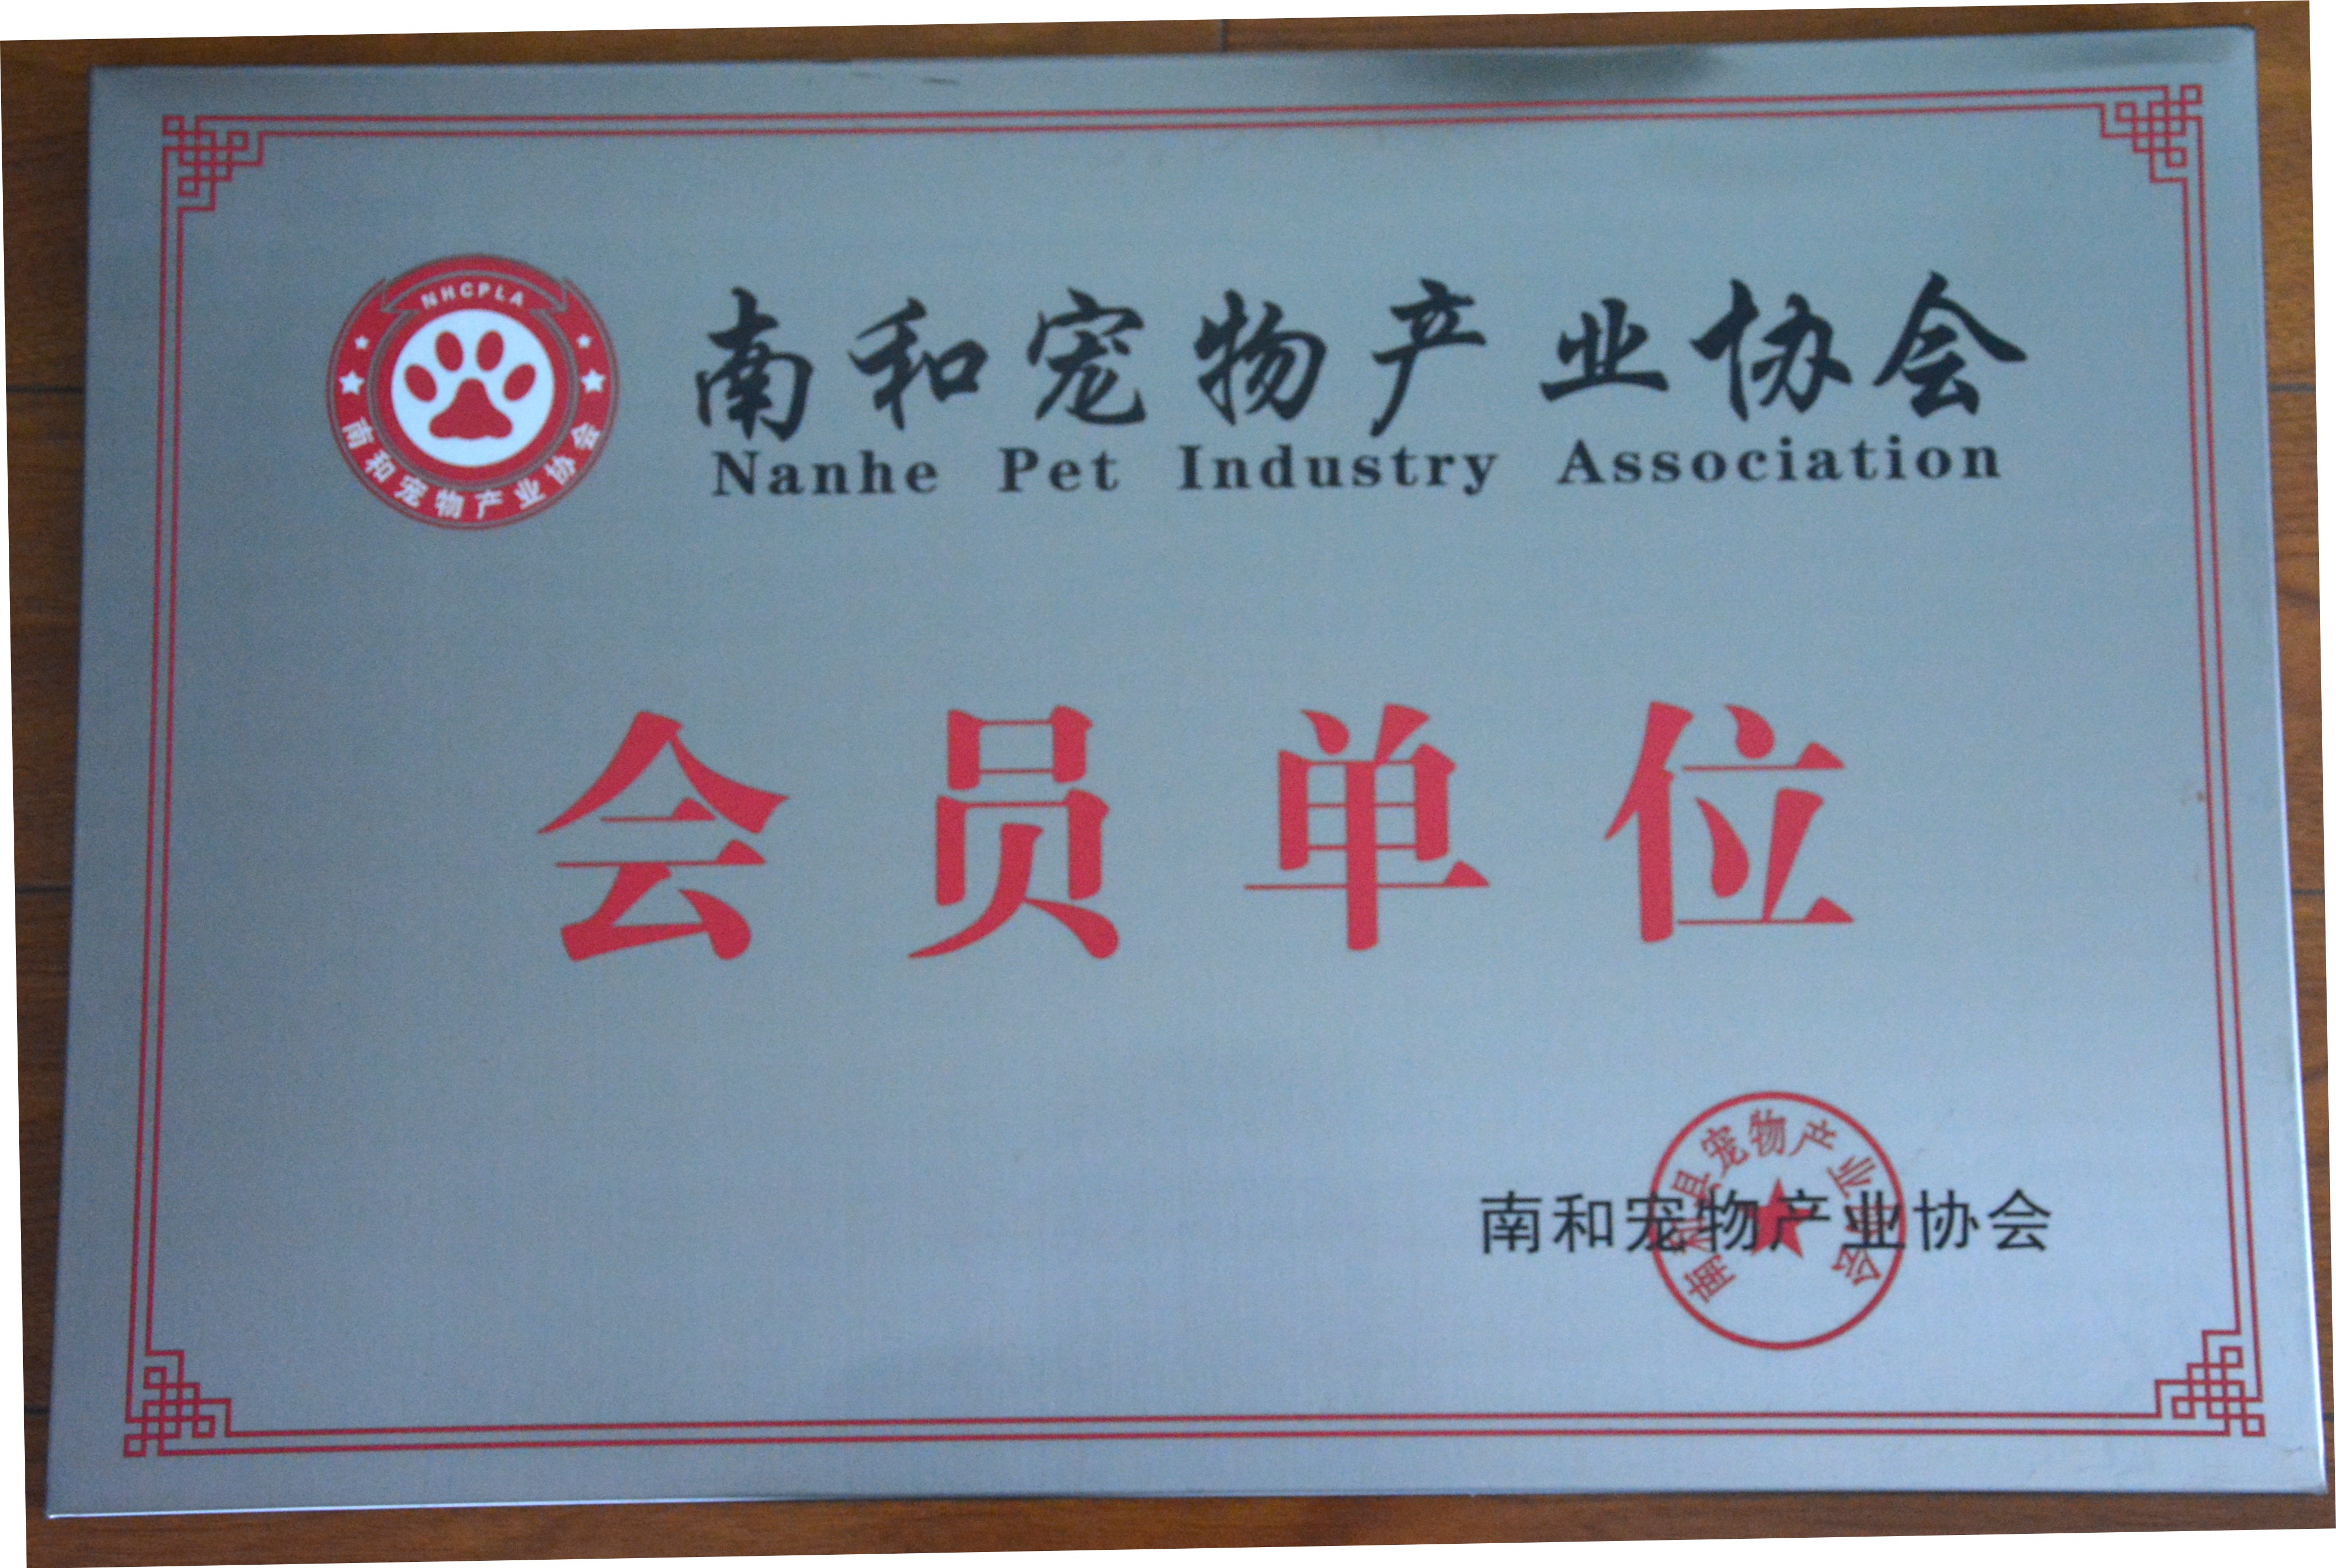 NHCPLA
南和宠物产业协会
南和宠物产业协会
Nanhe Pet Industry Association
会员单位
南和县宠物产业协会
南和宠物产业协会